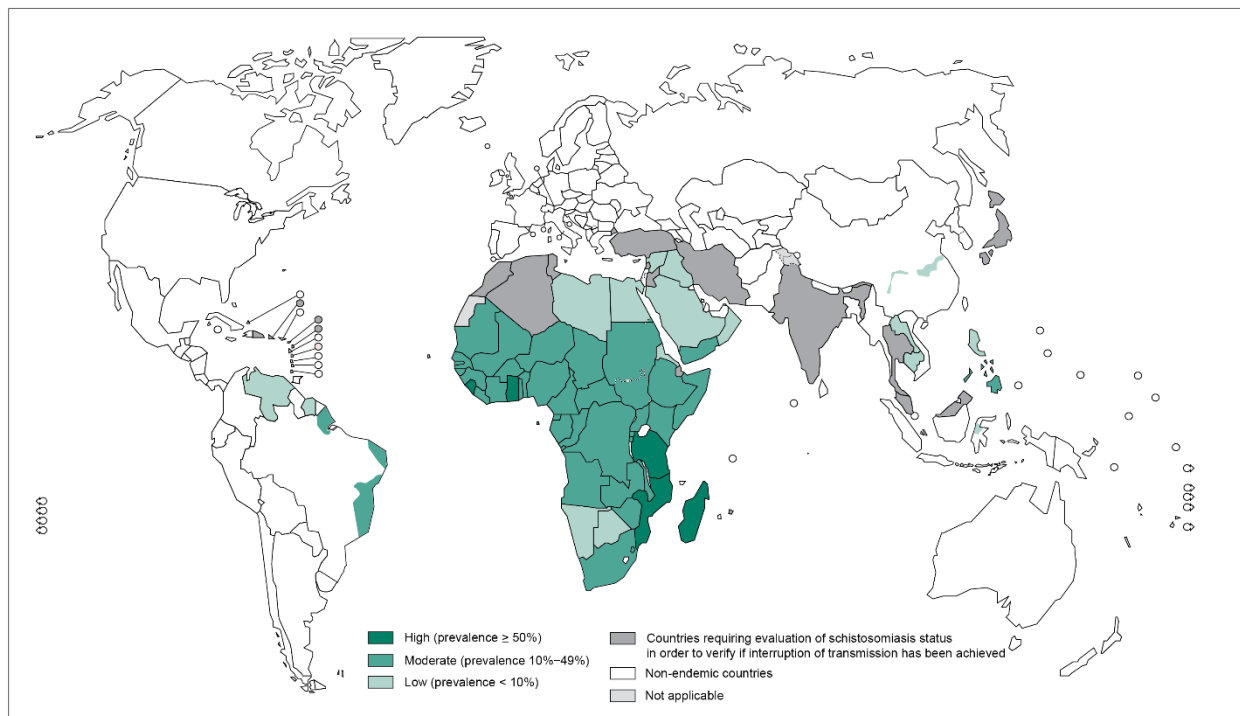 High (prevalence ≥ 50%)
Moderate (prevalence 10%–49%)
Low (prevalence < 10%)
Countries requiring evaluation of schistosomiasis status
in order to verify if interruption of transmission has been achieved
Non-endemic countries
Not applicable